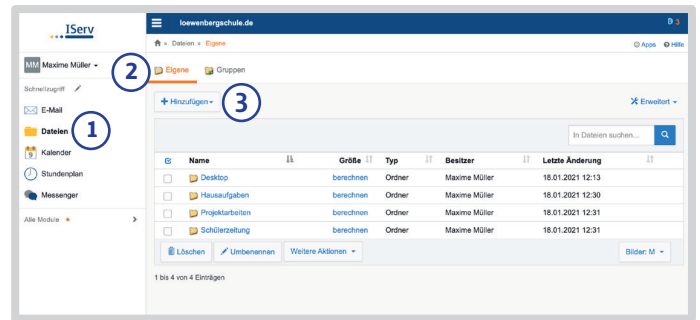 IServ
loewenbergschule.de
3
» Dateien » Eigene
Apps Hilfe
MM Maxime Müller
2
Eigene Gruppen
Schnellzugriff
+ Hinzufügen
3
Erweitert
E-Mail
Dateien
1
In Dateien suchen...
9 Kalender
Name Größe Typ Besitzer Letzte Änderung
Stundenplan
Desktop berechnen Ordner Maxime Müller 18.01.2021 12:13
Messenger
Hausaufgaben berechnen Ordner Maxime Müller 18.01.2021 12:30
Projektarbeiten berechnen Ordner Maxime Müller 18.01.2021 12:31
Alle Module
Schülerzeitung berechnen Ordner Maxime Müller 18.01.2021 12:31
Löschen Umbenennen Weitere Aktionen Bilder: M
1 bis 4 von 4 Einträgen